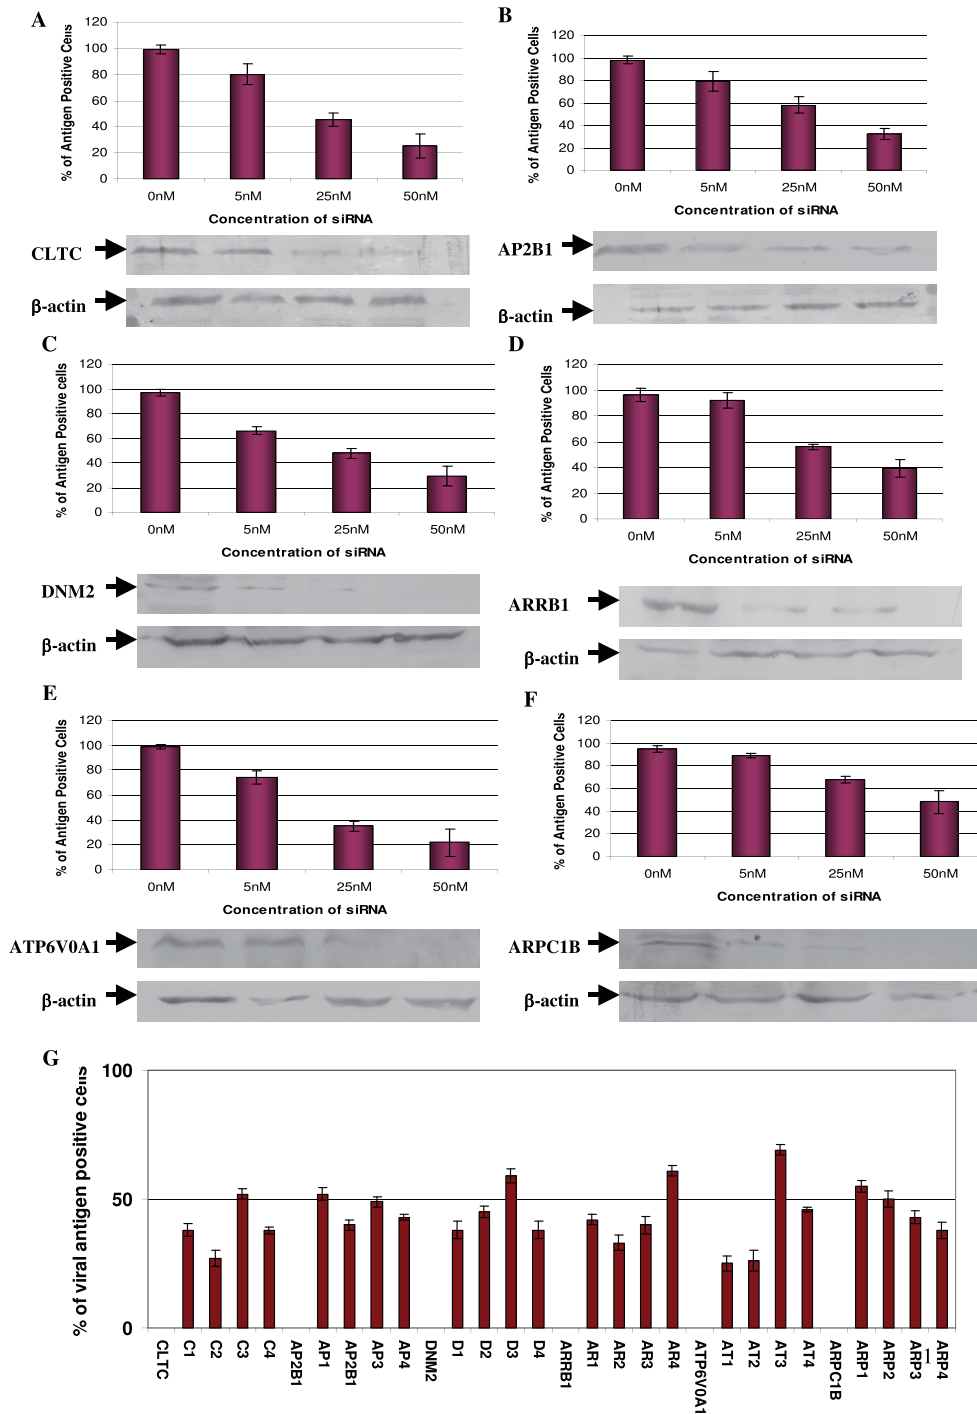 A
% of Antigen Positive Cells
120
100
80
60
40
20
0
0nM 5nM 25nM 50nM
Concentration of siRNA
CLTC
β-actin
B
% of Antigen Positive Cells
120
100
80
60
40
20
0
0nM 5nM 25nM 50nM
Concentration of siRNA
AP2B1
β-actin
C
% of Antigen Positive cells
120
100
80
60
40
20
0
0nM 5nM 25nM 50nM
Concentration of siRNA
DNM2
β-actin
D
% of Antigen Positive Cells
120
100
80
60
40
20
0
0nM 5nM 25nM 50nM
Concentration of siRNA
ARRB1
β-actin
E
% of Antigen Positive Cells
120
100
80
60
40
20
0
0nM 5nM 25nM 50nM
Concentration of siRNA
ATP6V0A1
β-actin
F
% of Antigen Positive Cells
120
100
80
60
40
20
0
0nM 5nM 25nM 50nM
Concentration of siRNA
ARPC1B
β-actin
G
% of viral antigen positive cells
100
50
0
CLTC
C1
C2
C3
C4
AP2B1
AP1
AP2B1
AP3
AP4
DNM2
D1
D2
D3
D4
ARRB1
AR1
AR2
AR3
AR4
ATP6V0A1
AT1
AT2
AT3
AT4
ARPC1B
ARP1
ARP2
ARP3
1
ARP4